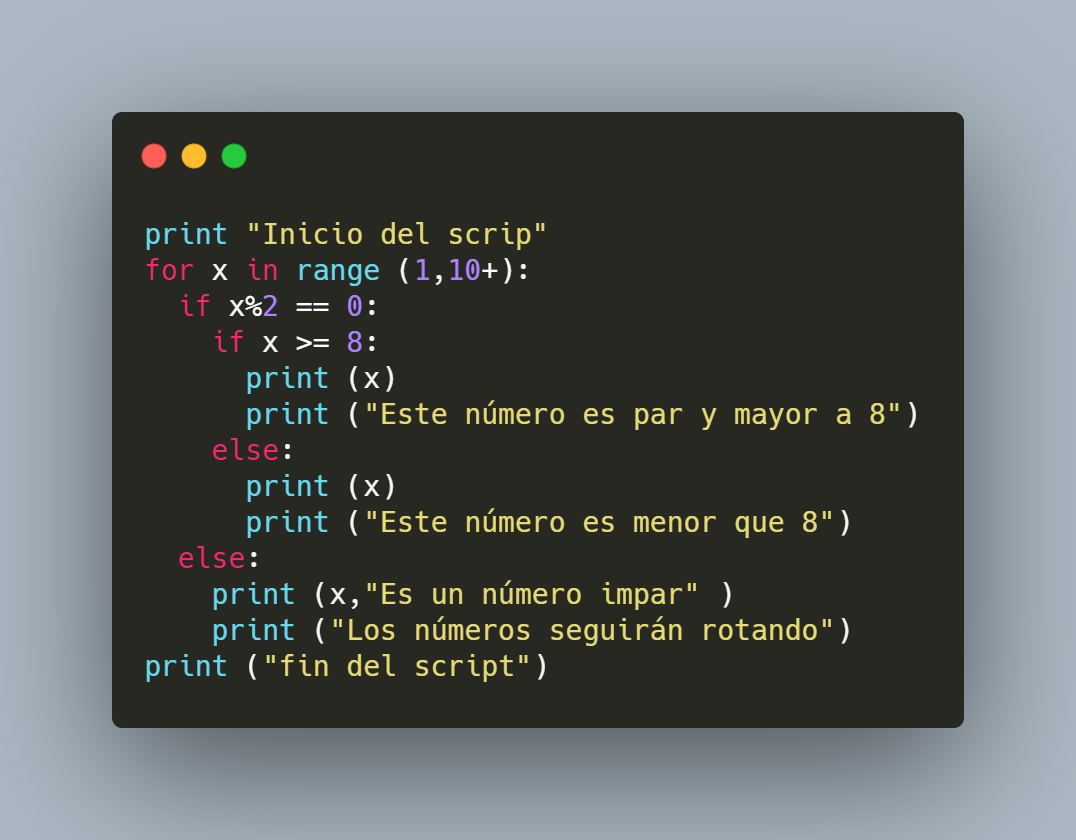 print "Inicio del scrip"
for x in range (1,10+):
  if x%2 == 0:
    if x >= 8:
      print (x)
      print ("Este número es par y mayor a 8")
    else:
      print (x)
      print ("Este número es menor que 8")
  else:
    print (x,"Es un número impar" )
    print ("Los números seguirán rotando")
print ("fin del script")